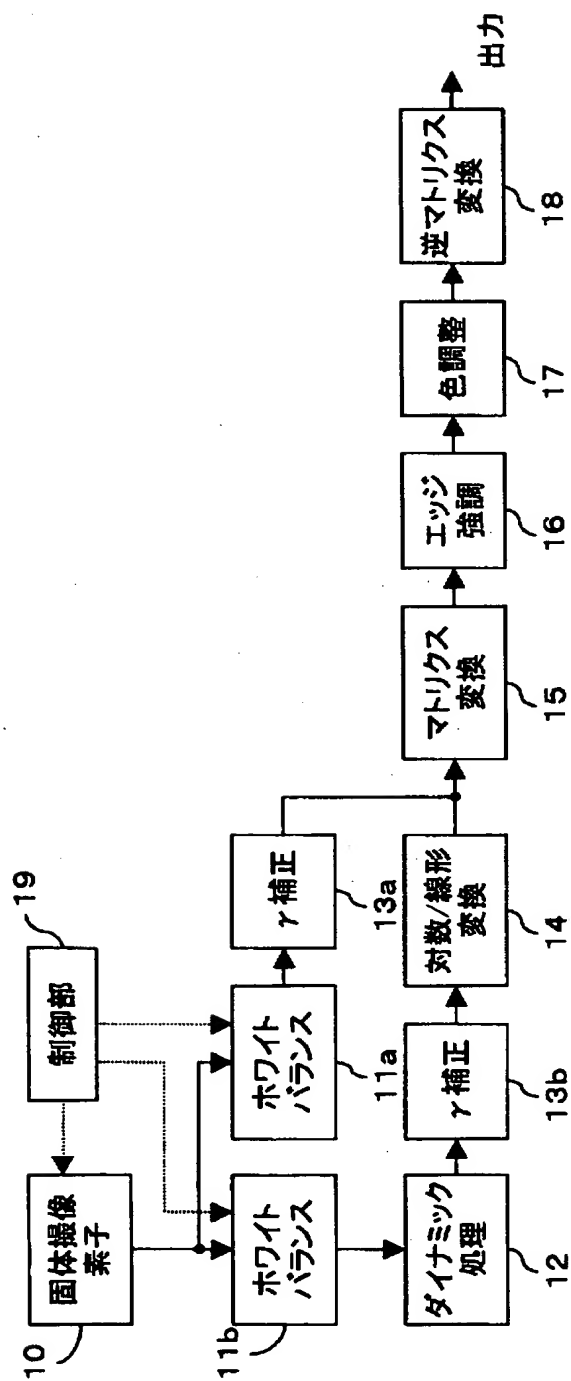 固体撮像
素子
10
制御部
19
ホワイト
バランス
11b
ホワイト
バランス
11a
γ補正
13a
ダイナミック
処理
12
γ補正
13b
対数/線形
変換
14
マトリクス
変換
15
エッジ
強調
16
色調整
17
逆マトリクス
変換
18
出力